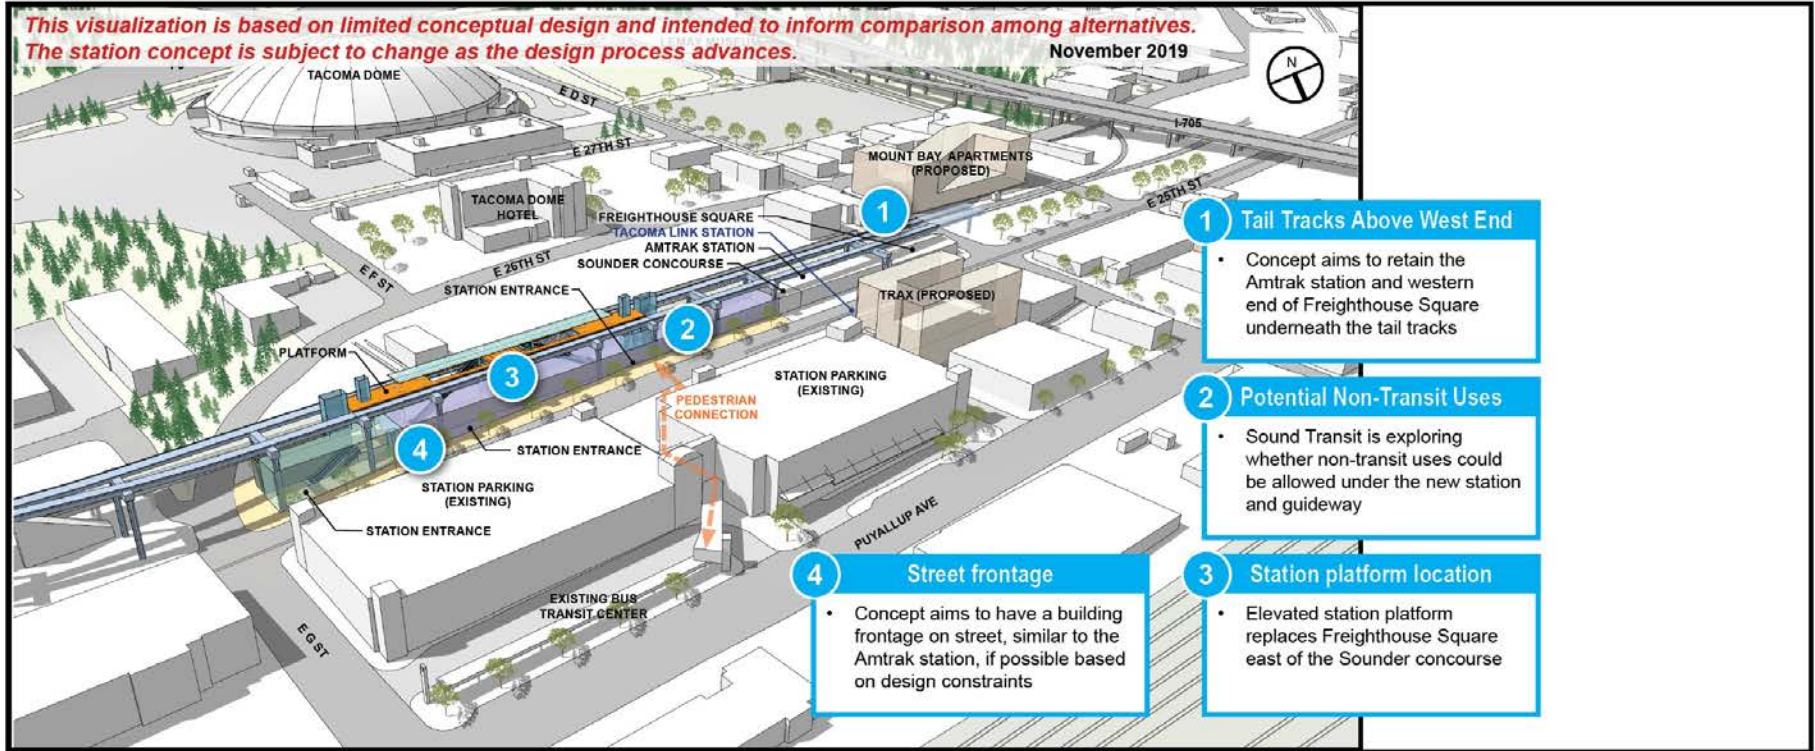 This visualization is based on limited conceptual design and intended to inform comparison among alternatives.
The station concept is subject to change as the design process advances.
November 2019
N
LEMAY MUSEUM
TACOMA DOME
E D ST
I-705
E 27TH ST
MOUNT BAY APARTMENTS
(PROPOSED)
E 25TH ST
TACOMA DOME
HOTEL
1
FREIGHTHOUSE SQUARE
TACOMA LINK STATION
AMTRAK STATION
SOUNDER CONCOURSE
E 26TH ST
E F ST
STATION ENTRANCE
TRAX (PROPOSED)
2
PLATFORM
3
STATION PARKING
(EXISTING)
PEDESTRIAN
CONNECTION
4
STATION ENTRANCE
STATION PARKING
(EXISTING)
STATION ENTRANCE
PUYALLUP AVE
EXISTING BUS
TRANSIT CENTER
E G ST
1 Tail Tracks Above West End
• Concept aims to retain the
Amtrak station and western
end of Freighthouse Square
underneath the tail tracks
2 Potential Non-Transit Uses
• Sound Transit is exploring
whether non-transit uses could
be allowed under the new station
and guideway
3 Station platform location
• Elevated station platform
replaces Freighthouse Square
east of the Sounder concourse
4 Street frontage
• Concept aims to have a building
frontage on street, similar to the
Amtrak station, if possible based
on design constraints